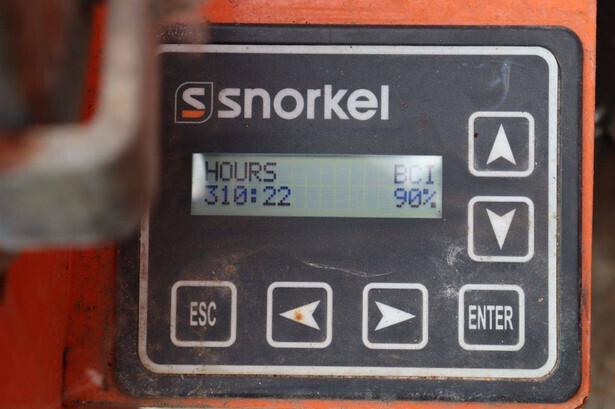 snorkel
HOURS BCI
310:22 90%
ESC ENTER